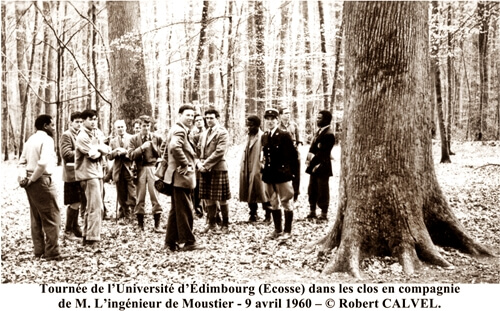 Tournée de l'Université d'Édimbourg (Ecosse) dans les clos en compagnie
de M. L'ingénieur de Moustier - 9 avril 1960 – © Robert CALVEL.